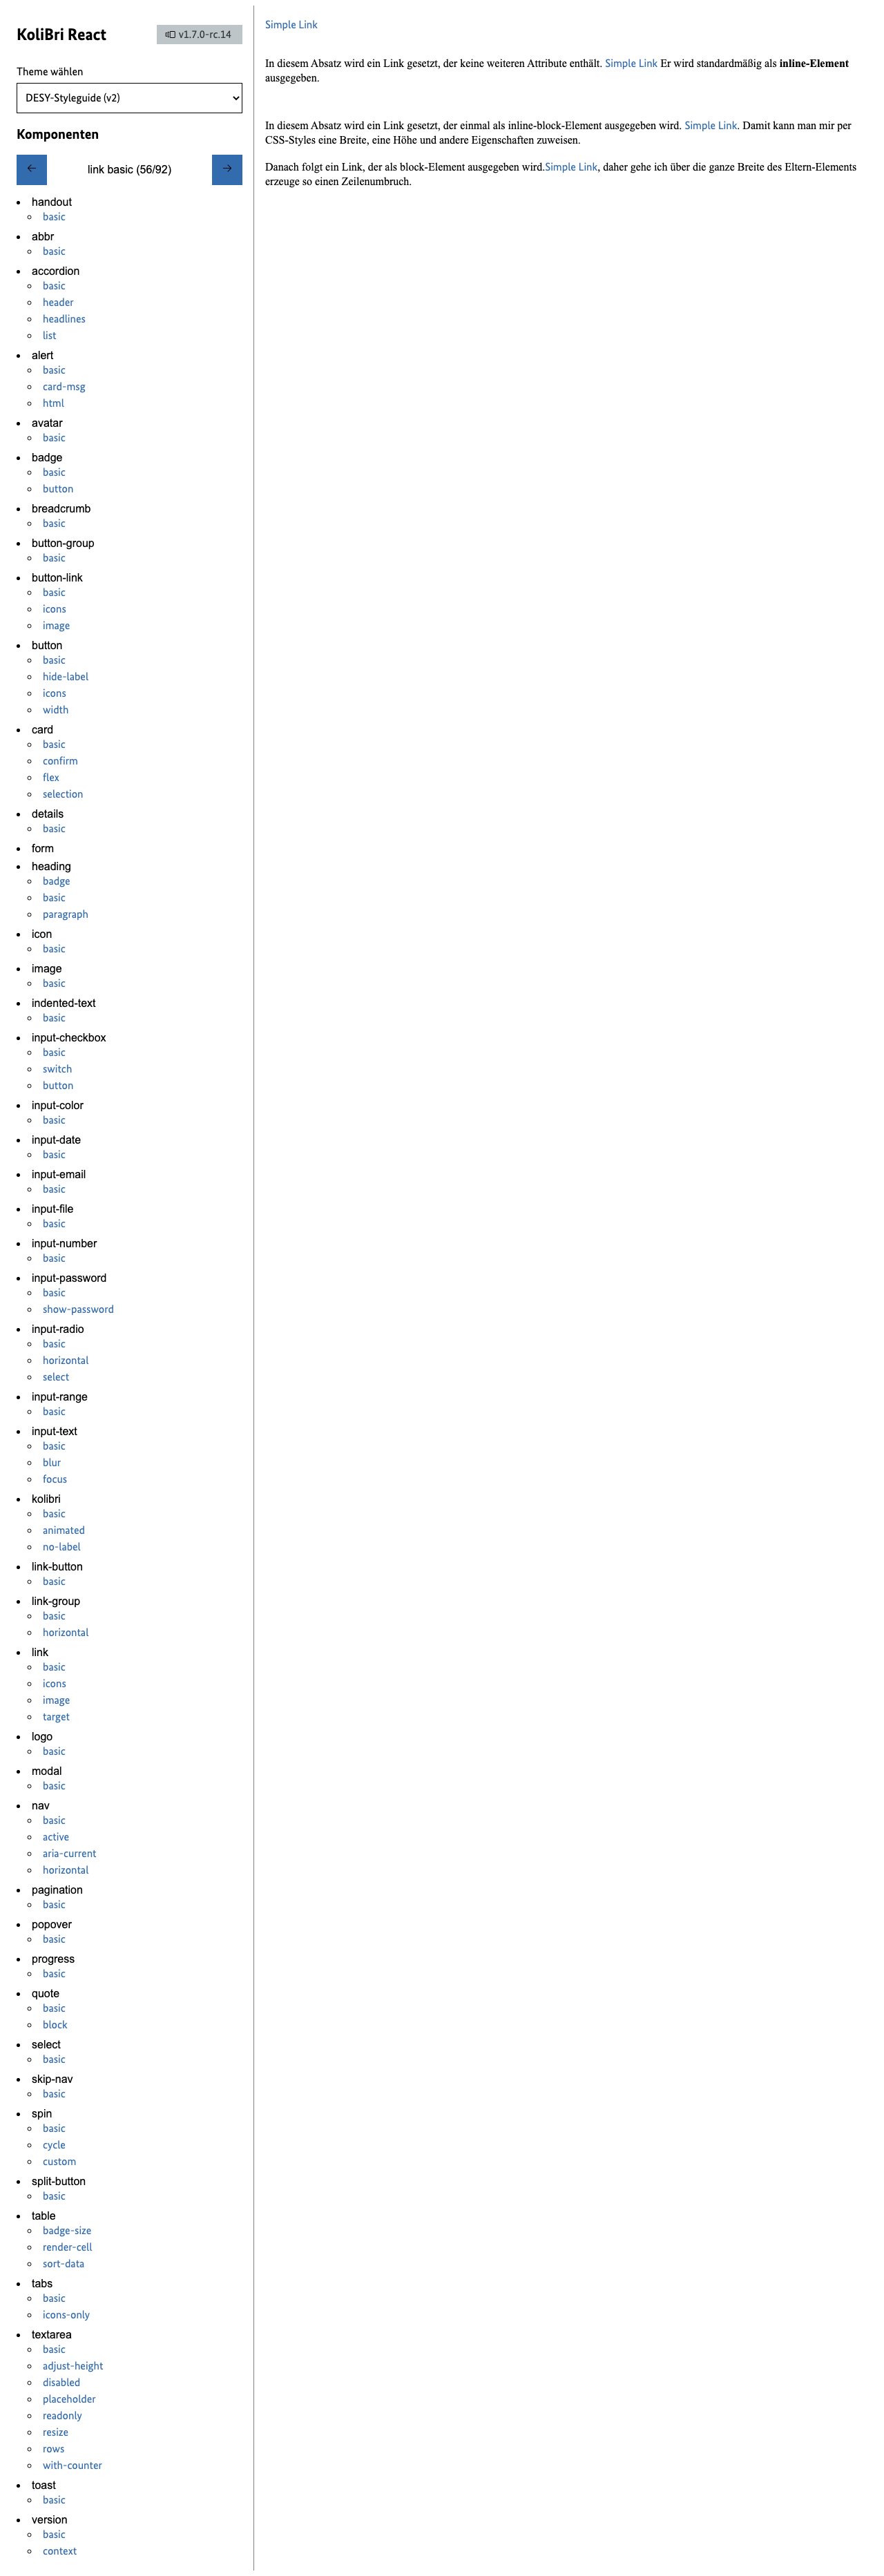 KoliBri React
v1.7.0-rc.14
Theme wählen
DESY-Styleguide (v2)
Komponenten
link basic (56/92)
handout
basic
abbr
basic
accordion
basic
header
headlines
list
alert
basic
card-msg
html
avatar
basic
badge
basic
button
breadcrumb
basic
button-group
basic
button-link
basic
icons
image
button
basic
hide-label
icons
width
card
basic
confirm
flex
selection
details
basic
form
heading
badge
basic
paragraph
icon
basic
image
basic
indented-text
basic
input-checkbox
basic
switch
button
input-color
basic
input-date
basic
input-email
basic
input-file
basic
input-number
basic
input-password
basic
show-password
input-radio
basic
horizontal
select
input-range
basic
input-text
basic
blur
focus
kolibri
basic
animated
no-label
link-button
basic
link-group
basic
horizontal
link
basic
icons
image
target
logo
basic
modal
basic
nav
basic
active
aria-current
horizontal
pagination
basic
popover
basic
progress
basic
quote
basic
block
select
basic
skip-nav
basic
spin
basic
cycle
custom
split-button
basic
table
badge-size
render-cell
sort-data
tabs
basic
icons-only
textarea
basic
adjust-height
disabled
placeholder
readonly
resize
rows
with-counter
toast
basic
version
basic
context
Simple Link
In diesem Absatz wird ein Link gesetzt, der keine weiteren Attribute enthält. Simple Link Er wird standardmäßig als inline-Element
ausgegeben.
In diesem Absatz wird ein Link gesetzt, der einmal als inline-block-Element ausgegeben wird. Simple Link. Damit kann man mir per
CSS-Styles eine Breite, eine Höhe und andere Eigenschaften zuweisen.
Danach folgt ein Link, der als block-Element ausgegeben wird.Simple Link, daher gehe ich über die ganze Breite des Eltern-Elements
erzeuge so einen Zeilenumbruch.